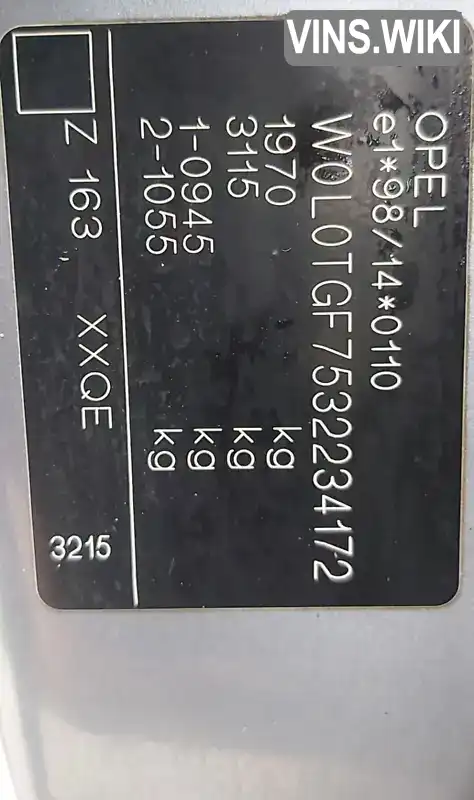 VINS.WIKI
OPEL
e1*98/14*0110
W0L0TGF7532234172
1970 kg
3115 kg
1-0945 kg
2-1055 kg
Z 163 XXQE 3215